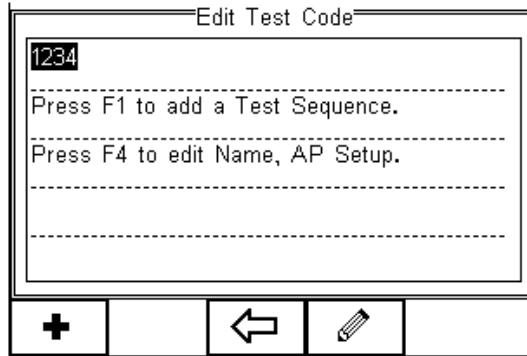 Edit Test Code
1234
Press F1 to add a Test Sequence.
Press F4 to edit Name, AP Setup.